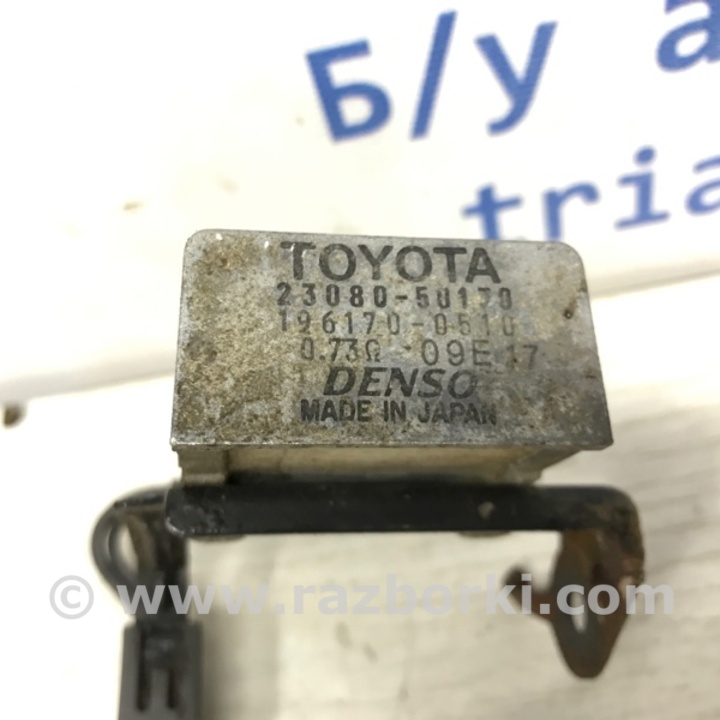 Б/у а
tria
TOYOTA
23080-5U170
196170-0510
0.73Ω 09E17
DENSO
MADE IN JAPAN
© www.razborki.com